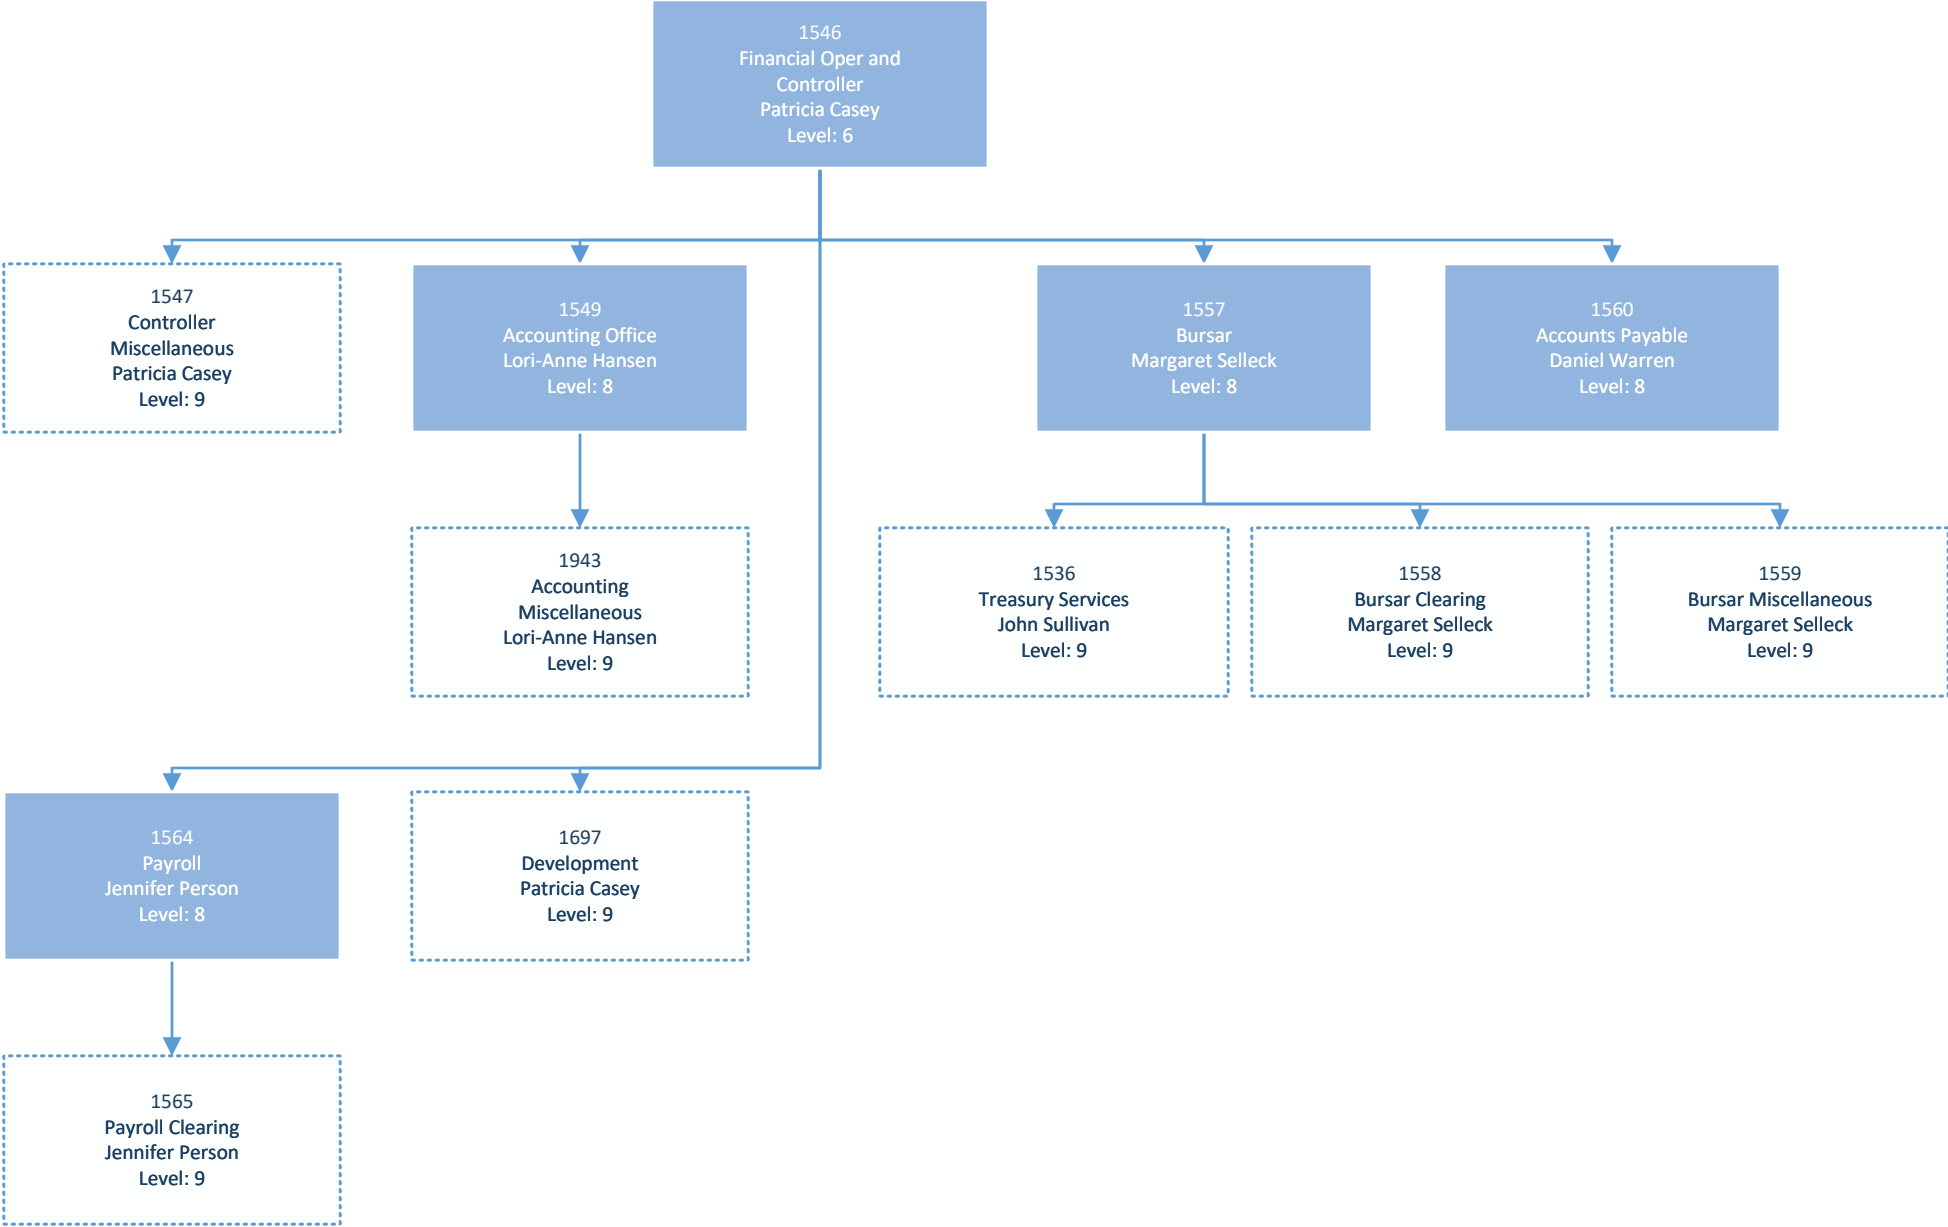 1546
Financial Oper and
Controller
Patricia Casey
Level: 6
1547
Controller
Miscellaneous
Patricia Casey
Level: 9
1549
Accounting Office
Lori-Anne Hansen
Level: 8
1557
Bursar
Margaret Selleck
Level: 8
1560
Accounts Payable
Daniel Warren
Level: 8
1943
Accounting
Miscellaneous
Lori-Anne Hansen
Level: 9
1536
Treasury Services
John Sullivan
Level: 9
1558
Bursar Clearing
Margaret Selleck
Level: 9
1559
Bursar Miscellaneous
Margaret Selleck
Level: 9
1564
Payroll
Jennifer Person
Level: 8
1697
Development
Patricia Casey
Level: 9
1565
Payroll Clearing
Jennifer Person
Level: 9